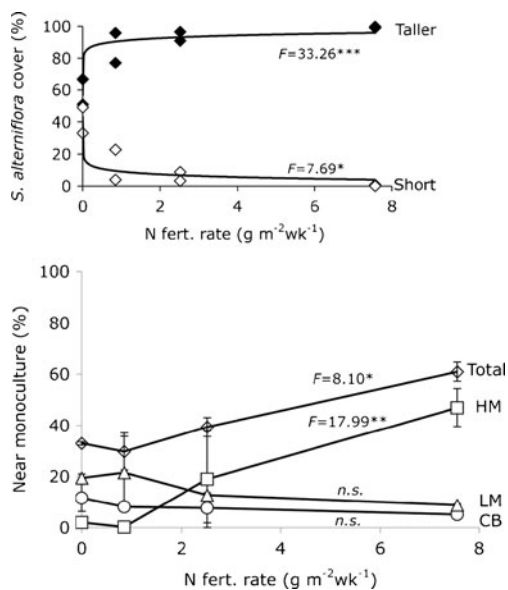 S. alterniflora cover (%)
100
80
60
40
20
0
Taller
F=33.26***
F=7.69*
Short
0 2 4 6 8
N fert. rate (g m⁻²wk⁻¹)
Near monoculture (%)
100
80
60
40
20
0
Total
F=8.10*
HM
F=17.99**
n.s.
LM
n.s.
CB
0 2 4 6 8
N fert. rate (g m⁻²wk⁻¹)